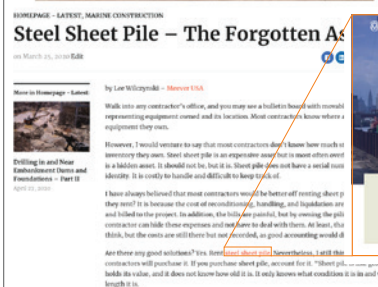 HOMEPAGE - LATEST, MARINE CONSTRUCTION
Steel Sheet Pile – The Forgotten As
on March 25, 2020 Edit
More in Homepage - Latest
by Lee Wilczynski – Meever USA
Walk into any contractor's office, and you may see a bulletin board with movabl
representing equipment owned and its location. Most contractors know where a
equipment they own.
However, I would venture to say that most contractors don't know how much st
inventory they own. Steel sheet pile is an expensive asset but is most often overl
is a hidden asset. It should not be, but it is. Sheet pile does not have a serial num
identity. It is costly to handle and difficult to keep track of.
Drilling in and Near
Embankment Dams and
Foundations – Part II
April 27, 2020
I have always believed that most contractors would be better off renting sheet p
they rent? It is because the cost of reconditioning, handling, and liquidation are
and billed to the project. In addition, the bills are painful, but by owning the pili
contractor can hide these expenses and not have to deal with them. At least, tha
think, but the costs are still there but not recorded, as good accounting would di
Are there any good solutions? Yes. Rent steel sheet pile. Nevertheless, I still thin
contractors will purchase it. If you purchase sheet pile, account for it. "Sheet pil
holds its value, and it does not know how old it is. It only knows what condition it is in and
length it is.